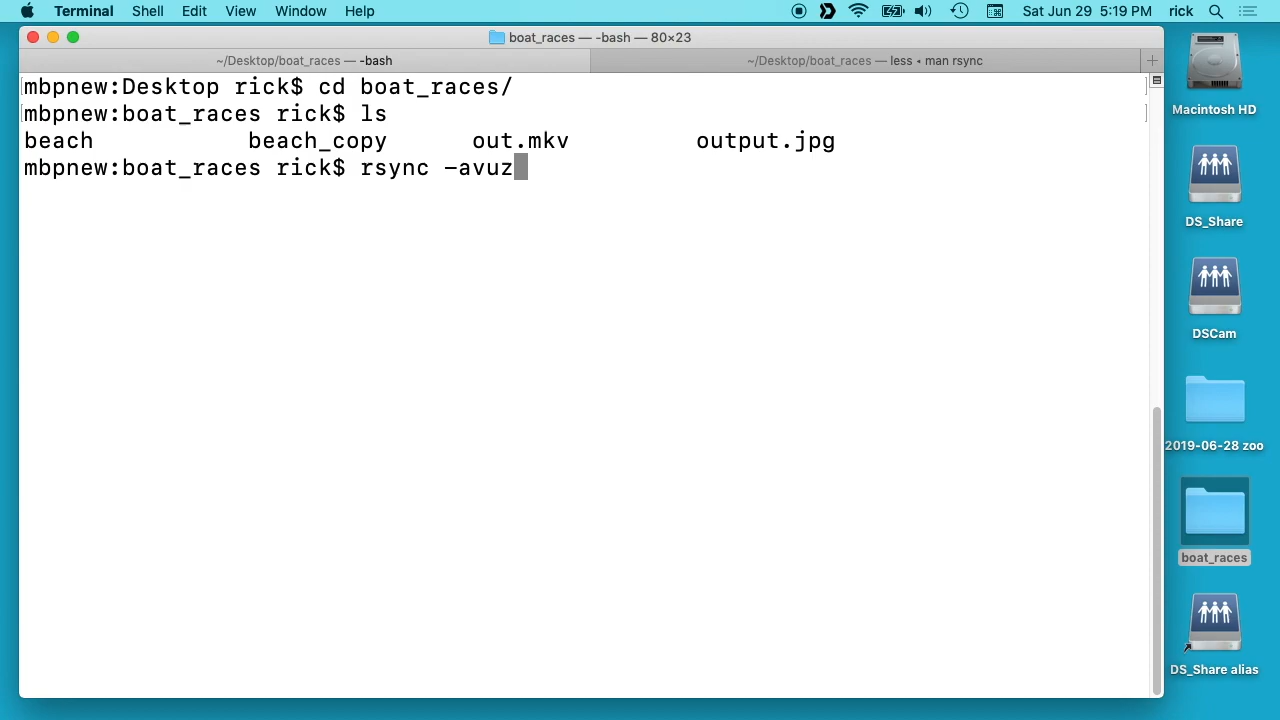 Terminal Shell Edit View Window Help Sat Jun 29 5:19 PM rick
boat_races — -bash — 80×23
~/Desktop/boat_races — -bash ~/Desktop/boat_races — less ◂ man rsync
[mbpnew:Desktop rick$ cd boat_races/ ]
[mbpnew:boat_races rick$ ls ]
beach beach_copy out.mkv output.jpg
mbpnew:boat_races rick$ rsync -avuz
Macintosh HD
DS_Share
DSCam
2019-06-28 zoo
boat_races
DS_Share alias